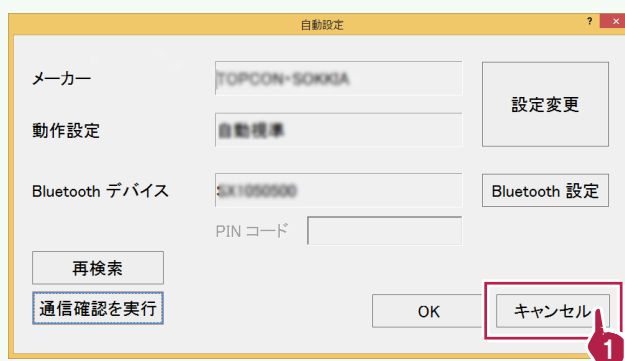 自動設定
? ×
メーカー
TOPCON・SOKKIA
設定変更
動作設定
自動視準
Bluetooth デバイス
SX1050500
Bluetooth 設定
PIN コード
再検索
通信確認を実行
OK
キャンセル
1